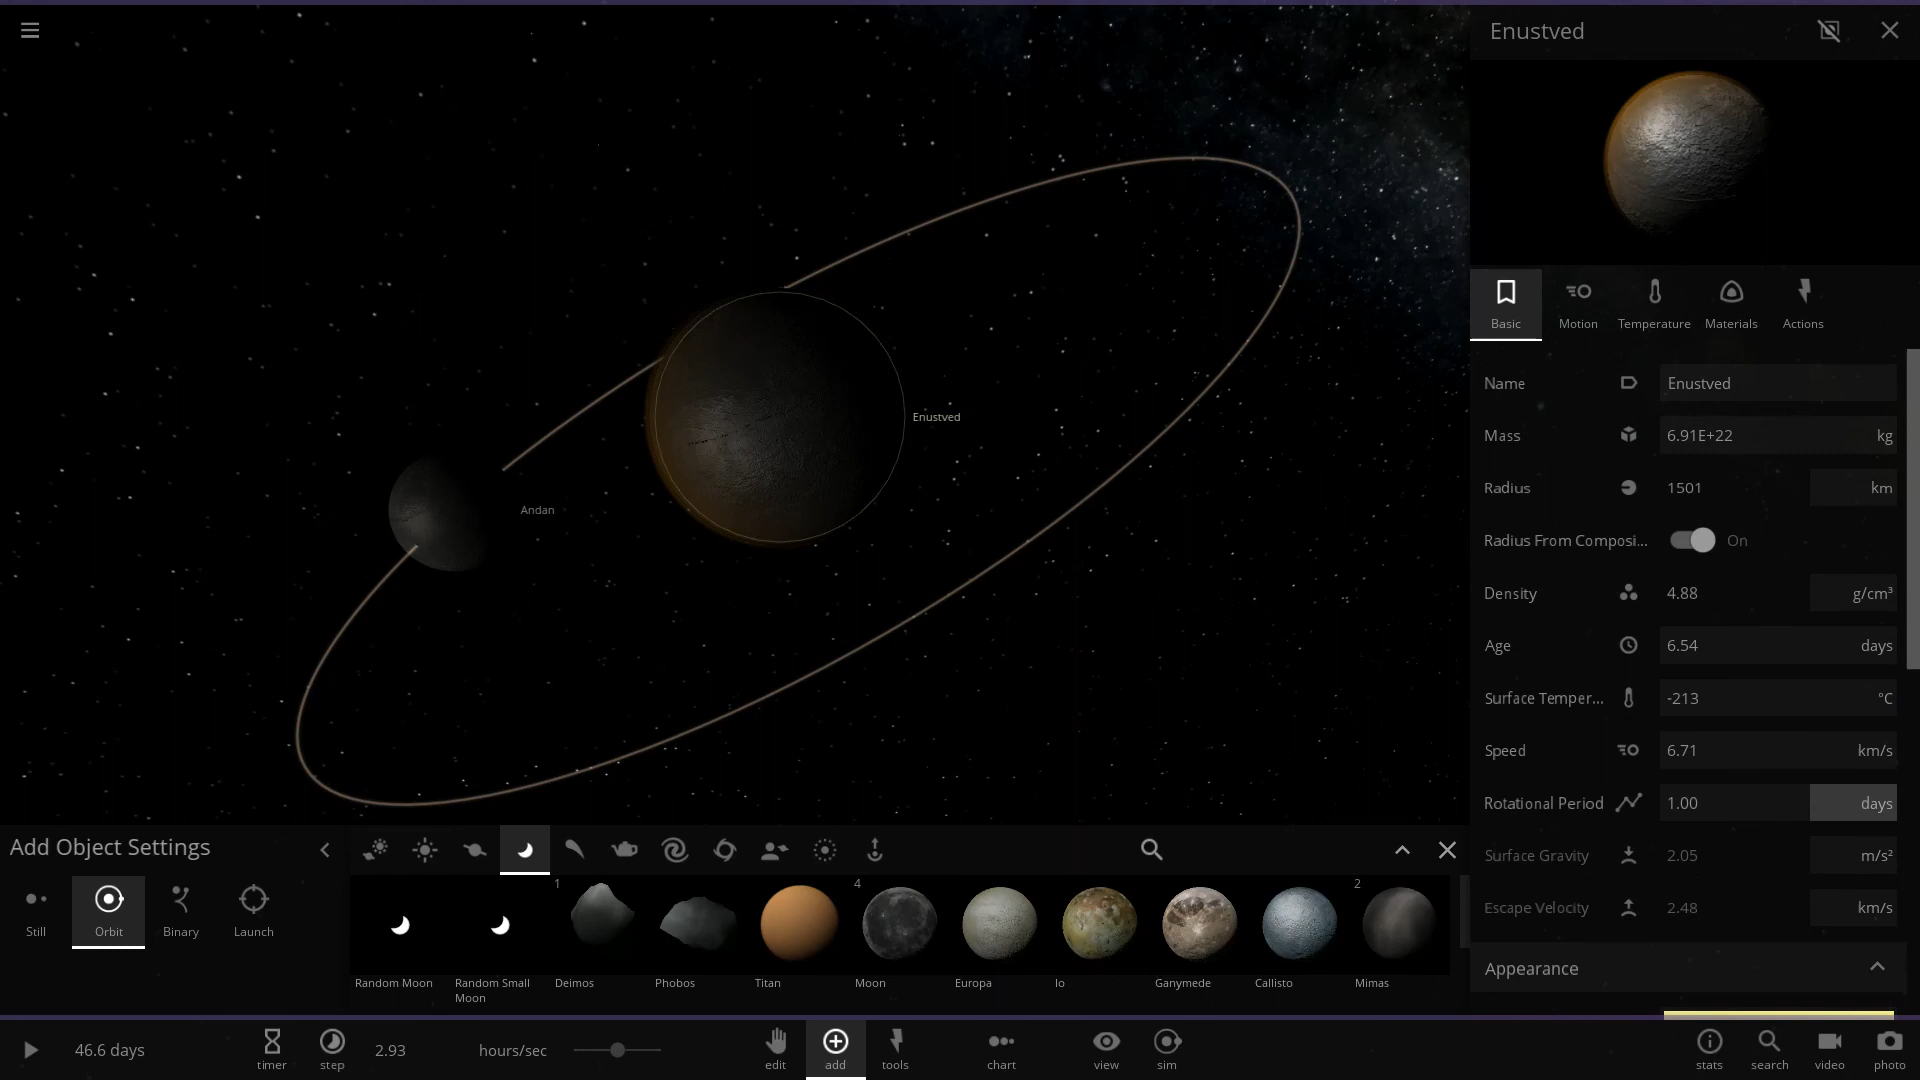 Enustved
Basic
Motion
Temperature
Materials
Actions
Name Enustved
Mass 6.91E+22 kg
Radius 1501 km
Radius From Composi... On
Density 4.88 g/cm³
Age 6.54 days
Surface Temper... -213 °C
Speed 6.71 km/s
Rotational Period 1.00 days
Surface Gravity 2.05 m/s²
Escape Velocity 2.48 km/s
Appearance
Enustved
Andan
Add Object Settings
Still
Orbit
Binary
Launch
1
4
2
Random Moon
Random Small
Moon
Deimos
Phobos
Titan
Moon
Europa
Io
Ganymede
Callisto
Mimas
46.6 days
timer
step
2.93
hours/sec
edit
add
tools
chart
view
sim
stats
search
video
photo